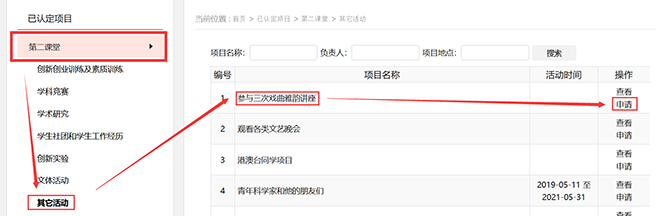 已认定项目
第二课堂
创新创业训练及素质训练
学科竞赛
学术研究
学生社团和学生工作经历
创新实验
文体活动
其它活动
当前位置：首页 > 已认定项目 > 第二课堂 > 其它活动
项目名称： 负责人： 项目地点： 搜索
编号 项目名称 活动时间 操作
1 参与三次戏曲雅韵讲座 查看
申请
2 观看各类文艺晚会 查看
申请
3 港澳台同学项目 查看
申请
4 青年科学家和他的朋友们 2019-05-11 至 查看
2021-05-31 申请
查看